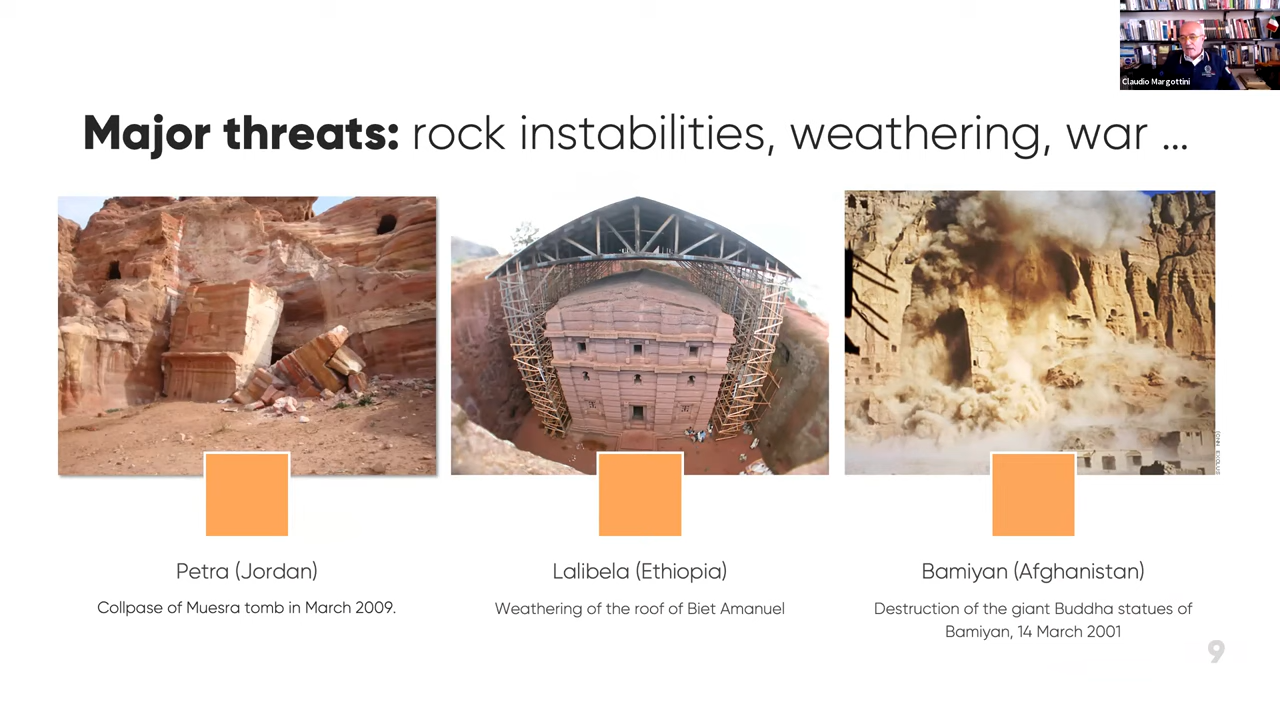 Claudio Margottini
Major threats: rock instabilities, weathering, war ...
Petra (Jordan)
Collpase of Muesra tomb in March 2009.
Lalibela (Ethiopia)
Weathering of the roof of Biet Amanuel
Bamiyan (Afghanistan)
Destruction of the giant Buddha statues of
Bamiyan, 14 March 2001
9